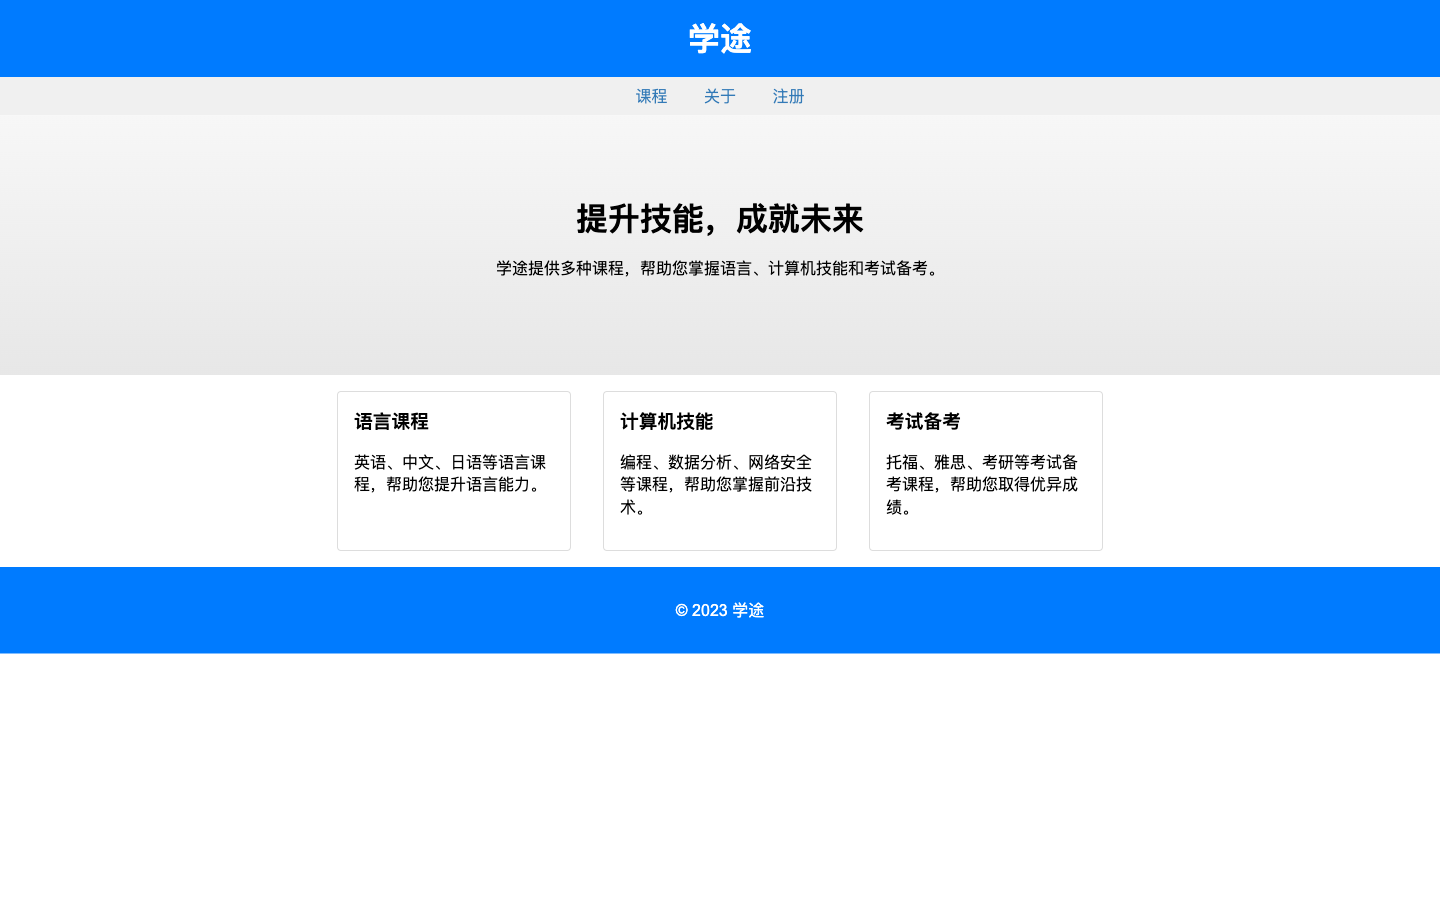 学途
课程 关于 注册
提升技能，成就未来
学途提供多种课程，帮助您掌握语言、计算机技能和考试备考。
语言课程
英语、中文、日语等语言课
程，帮助您提升语言能力。
计算机技能
编程、数据分析、网络安全
等课程，帮助您掌握前沿技
术。
考试备考
托福、雅思、考研等考试备
考课程，帮助您取得优异成
绩。
© 2023 学途